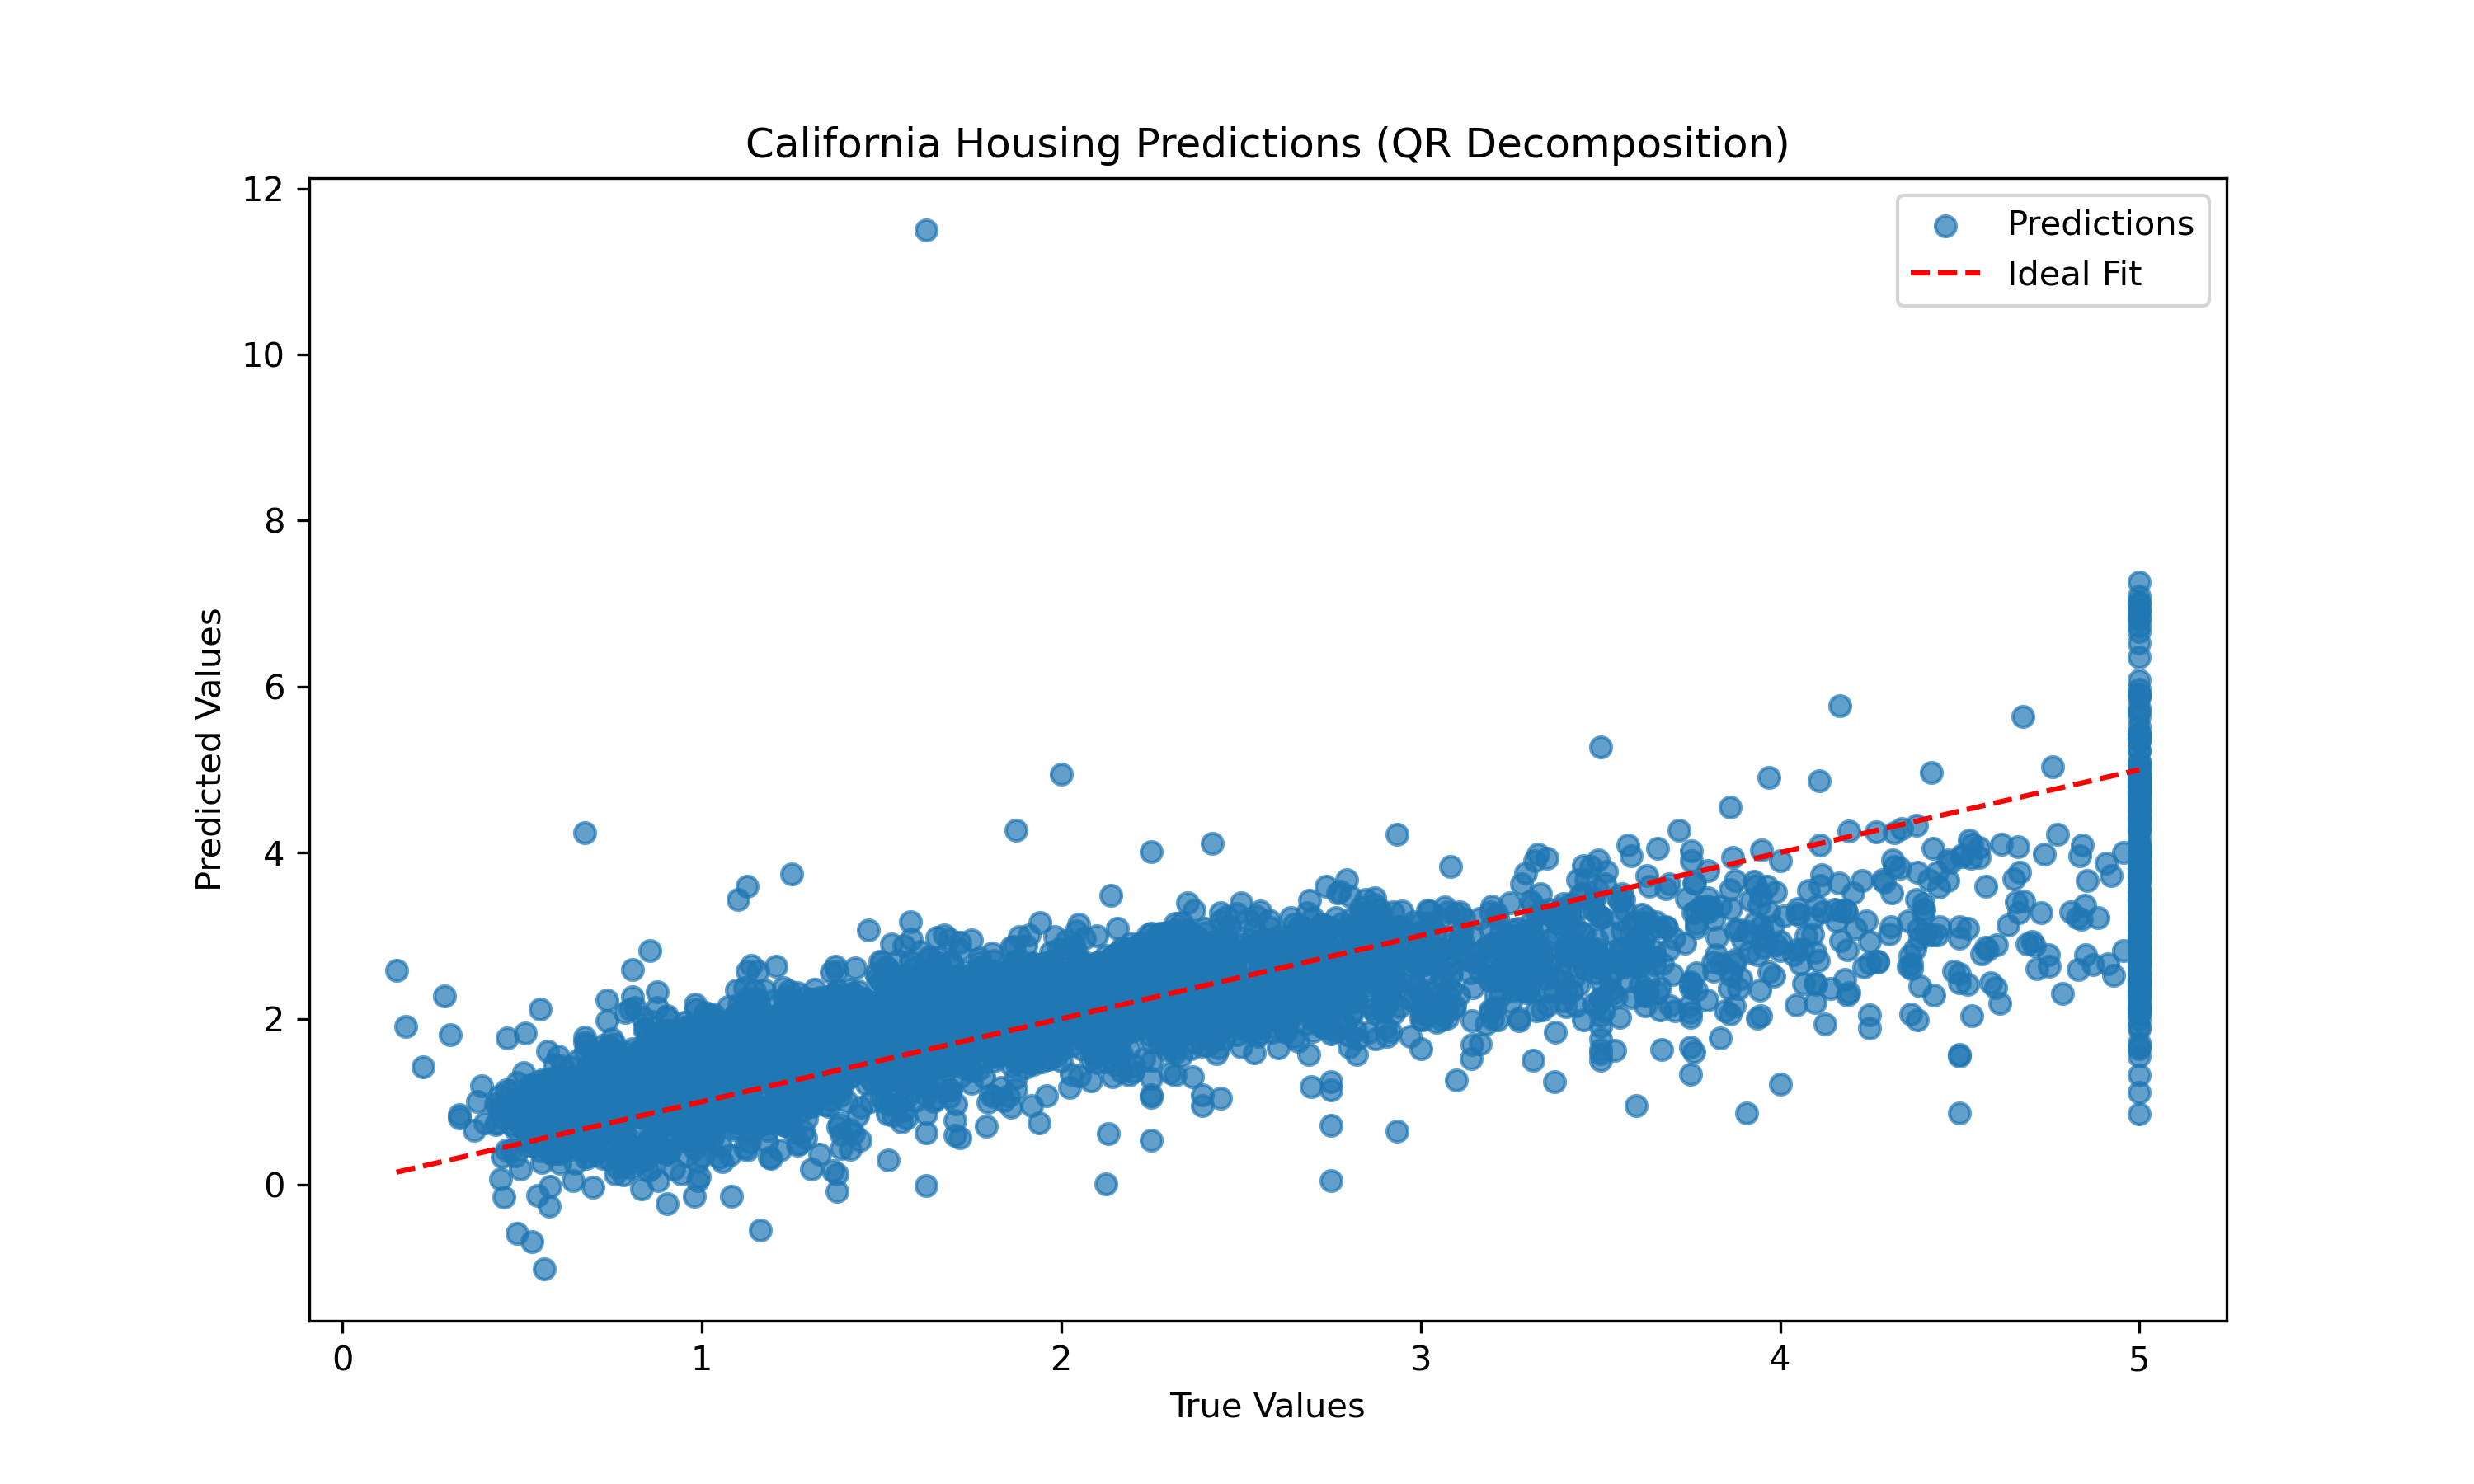 California Housing Predictions (QR Decomposition)
12
10
8
6
4
2
0
Predicted Values
Predictions
Ideal Fit
0 1 2 3 4 5
True Values